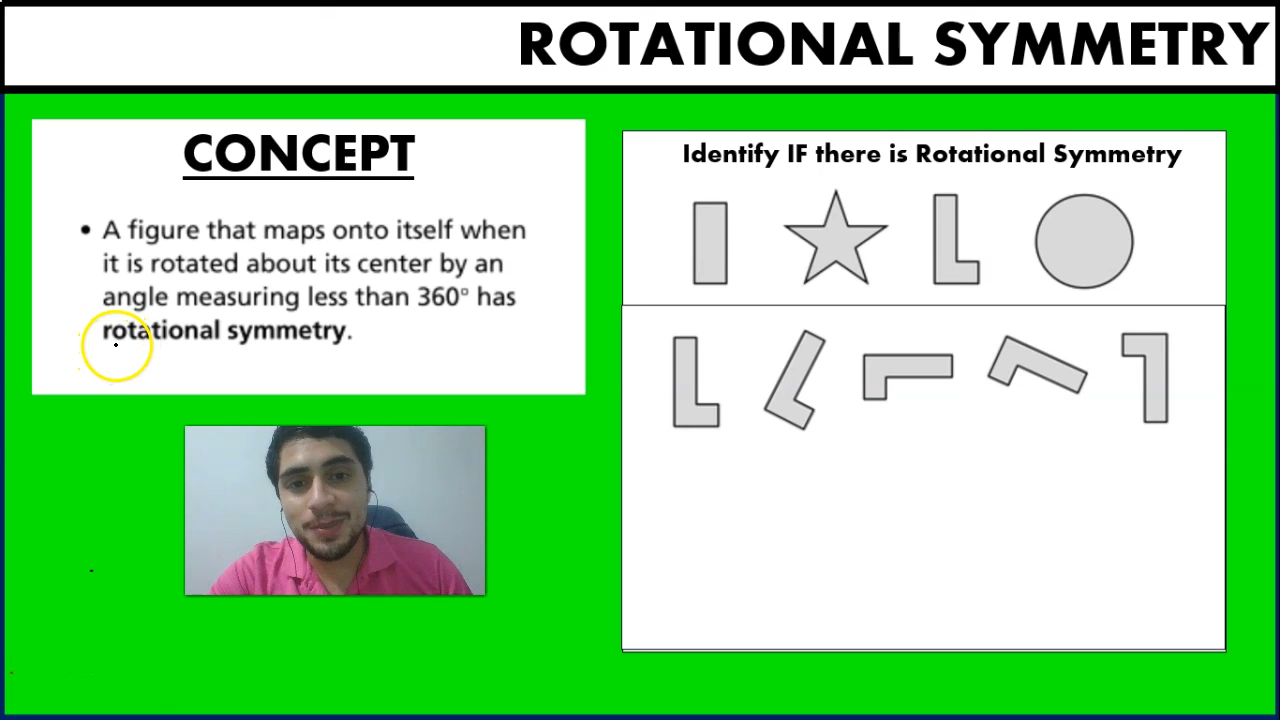 ROTATIONAL SYMMETRY
CONCEPT
• A figure that maps onto itself when
it is rotated about its center by an
angle measuring less than 360° has
rotational symmetry.
Identify IF there is Rotational Symmetry